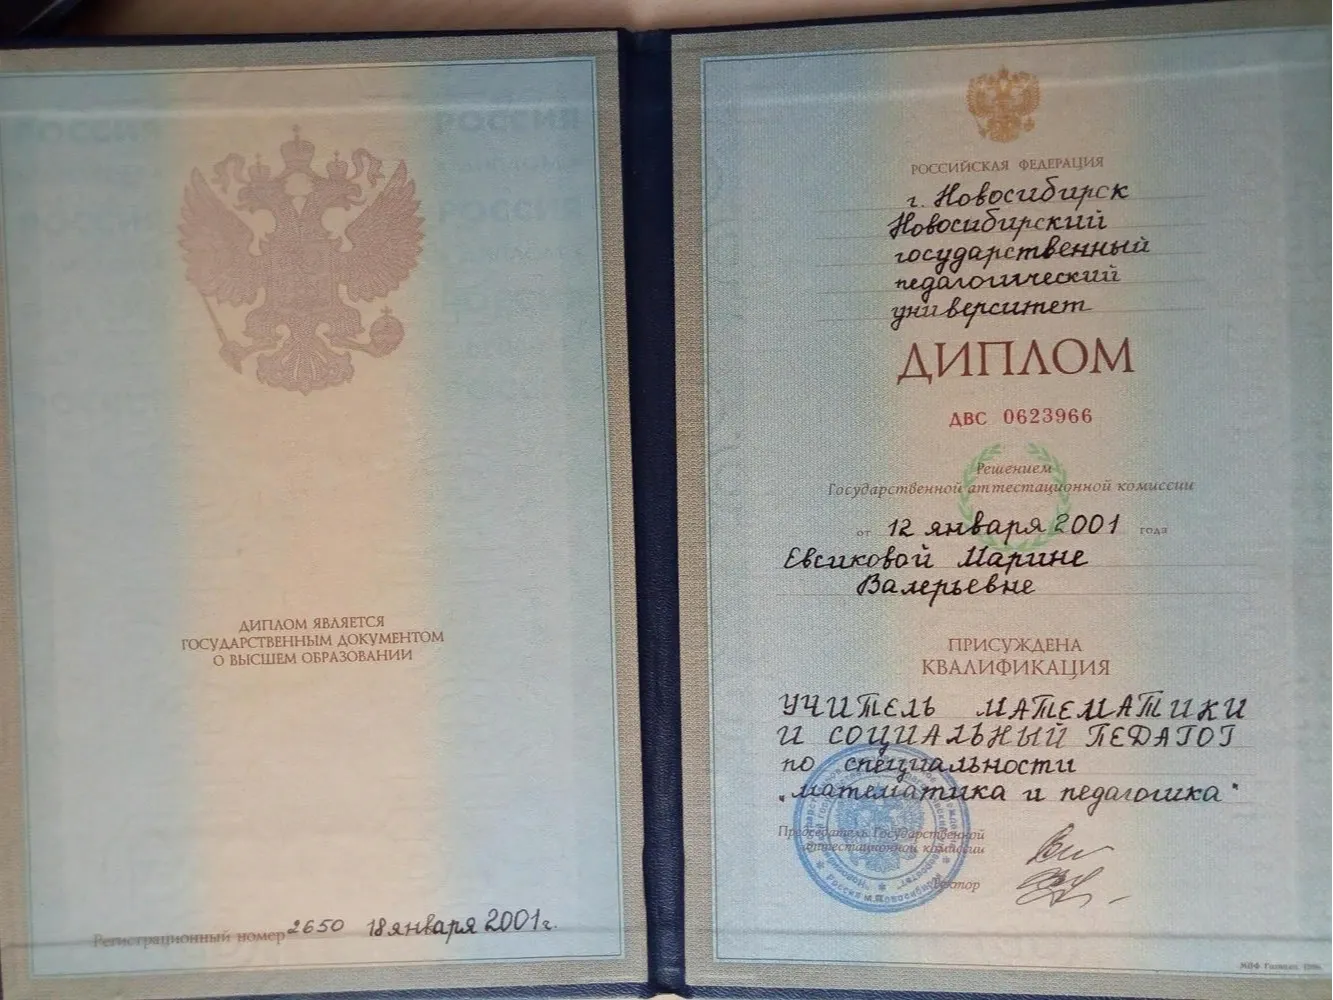 ДИПЛОМ ЯВЛЯЕТСЯ
ГОСУДАРСТВЕННЫМ ДОКУМЕНТОМ
О ВЫСШЕМ ОБРАЗОВАНИИ
Регистрационный номер 2650 18 января 2001г.
РОССИЙСКАЯ ФЕДЕРАЦИЯ
г. Новосибирск
Новосибирский
государственный
педагогический
университет
ДИПЛОМ
ДВС 0623966
Решением
Государственной аттестационной комиссии
от 12 января 2001 года
Евсиковой Марине
Валерьевне
ПРИСУЖДЕНА
КВАЛИФИКАЦИЯ
УЧИТЕЛЬ МАТЕМАТИКИ
И СОЦИАЛЬНЫЙ ПЕДАГОГ
по специальности
"математика и педагогика"
Председатель Государственной
аттестационной комиссии
Ректор